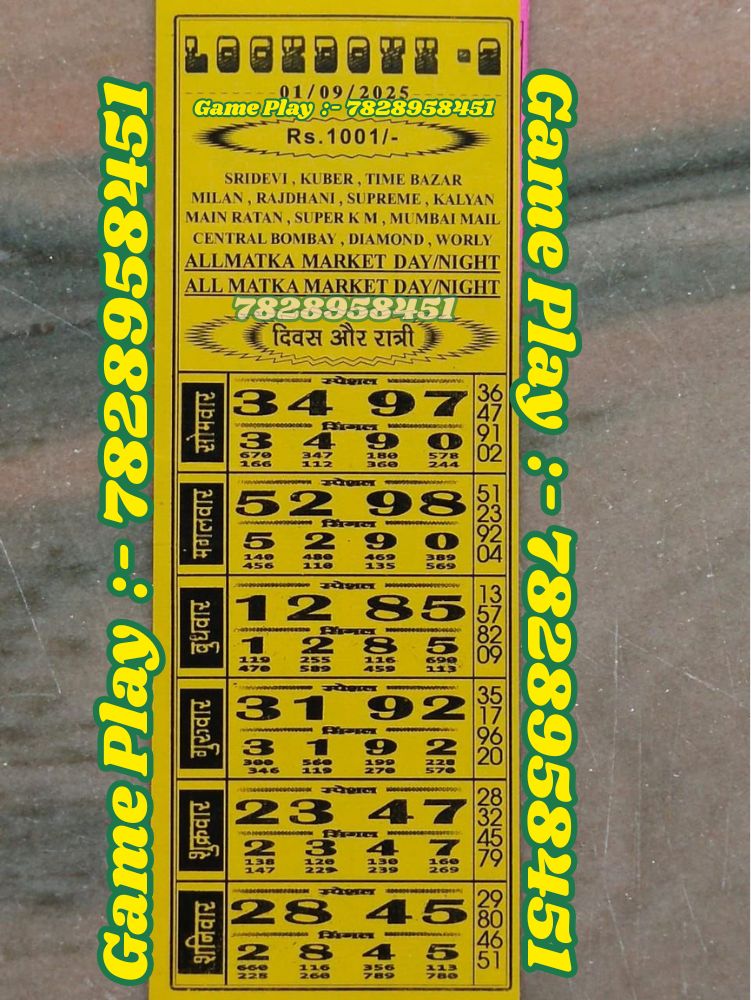 LOCKDOWN - 2
01/09/2025
Game Play :- 7828958451
Rs.1001/-
SRIDEVI , KUBER , TIME BAZAR
MILAN , RAJDHANI , SUPREME , KALYAN
MAIN RATAN , SUPER K M , MUMBAI MAIL
CENTRAL BOMBAY , DIAMOND , WORLY
ALLMATKA MARKET DAY/NIGHT
ALL MATKA MARKET DAY/NIGHT
7828958451
दिवस और रात्री
सोमवार
स्पेशल
34 97
सिंगल
3 4 9 0
670 347 180 578
166 112 360 244
36
47
91
02
मंगलवार
स्पेशल
52 98
सिंगल
5 2 9 0
140 480 469 389
456 110 135 569
51
23
92
04
बुधवार
स्पेशल
12 85
सिंगल
1 2 8 5
119 255 116 690
470 589 459 113
13
57
82
09
गुरुवार
स्पेशल
31 92
सिंगल
3 1 9 2
300 560 199 228
346 119 270 570
35
17
96
20
शुक्रवार
स्पेशल
23 47
सिंगल
2 3 4 7
138 120 130 160
147 229 239 269
28
32
45
79
शनिवार
स्पेशल
28 45
सिंगल
2 8 4 5
660 116 356 113
228 260 789 780
29
80
46
51
Game Play :- 7828958451
Game Play :- 7828958451